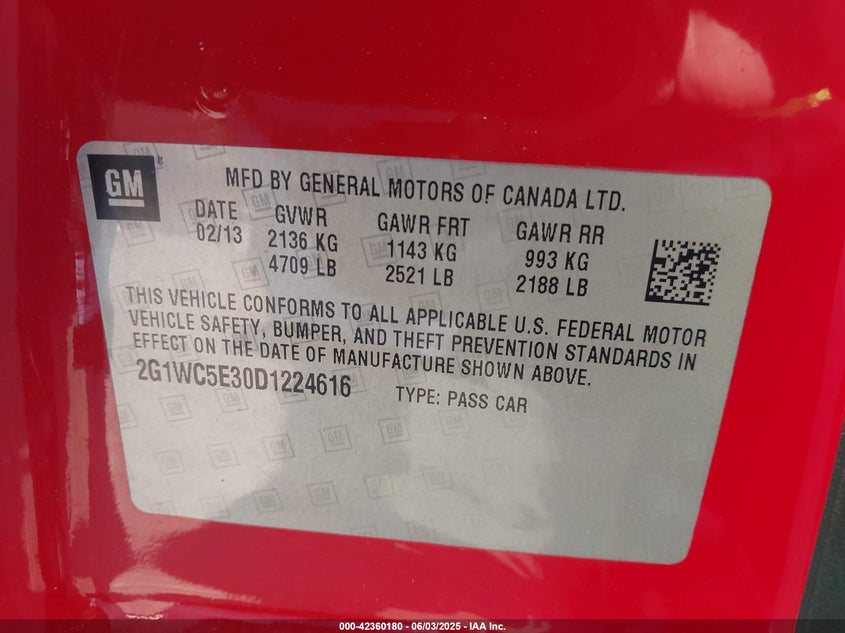 GM
MFD BY GENERAL MOTORS OF CANADA LTD.
DATE GVWR GAWR FRT GAWR RR
02/13 2136 KG 1143 KG 993 KG
4709 LB 2521 LB 2188 LB
THIS VEHICLE CONFORMS TO ALL APPLICABLE U.S. FEDERAL MOTOR
VEHICLE SAFETY, BUMPER, AND THEFT PREVENTION STANDARDS IN
EFFECT ON THE DATE OF MANUFACTURE SHOWN ABOVE.
2G1WC5E30D1224616 TYPE: PASS CAR
000-42360180 - 06/03/2025 - IAA Inc.